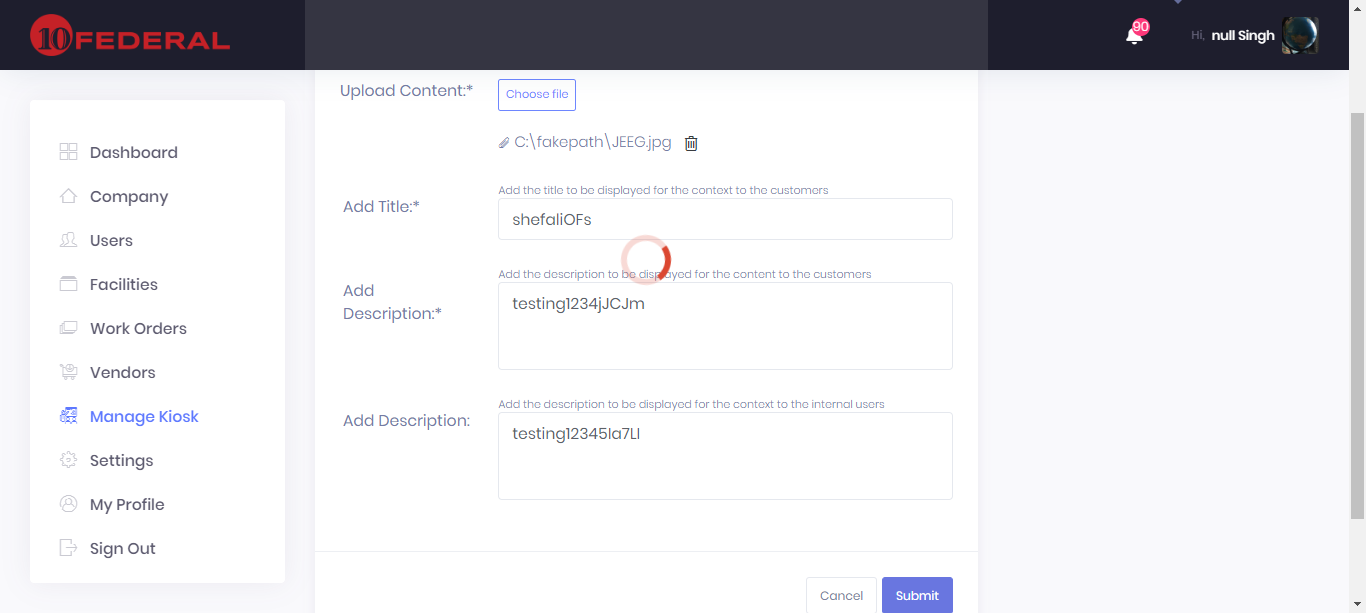 10 FEDERAL
90
Hi, null Singh
Dashboard
Company
Users
Facilities
Work Orders
Vendors
Manage Kiosk
Settings
My Profile
Sign Out
Upload Content:*
Choose file
C:\fakepath\JEEG.jpg
Add the title to be displayed for the context to the customers
Add Title:*
shefaliOFs
Add the description to be displayed for the content to the customers
Add
Description:*
testing1234jJCJm
Add the description to be displayed for the context to the internal users
Add Description:
testing12345Ia7LI
Cancel
Submit